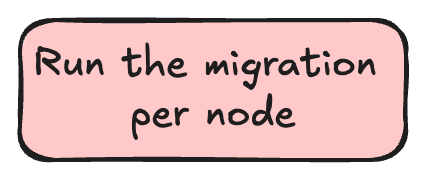 Run the migration
per node